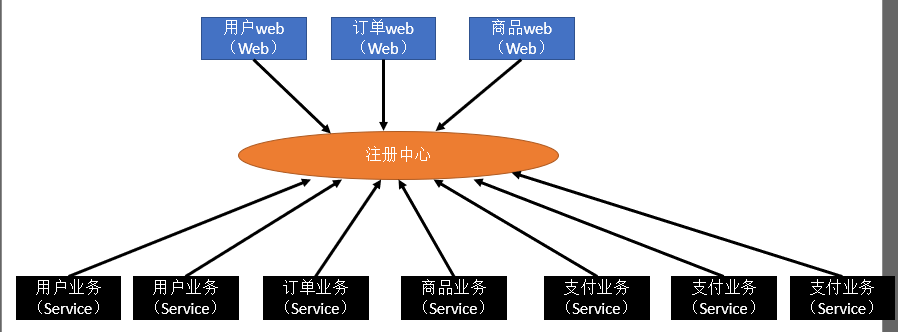 用户web
（Web）
订单web
（Web）
商品web
（Web）
注册中心
用户业务
（Service）
用户业务
（Service）
订单业务
（Service）
商品业务
（Service）
支付业务
（Service）
支付业务
（Service）
支付业务
（Service）